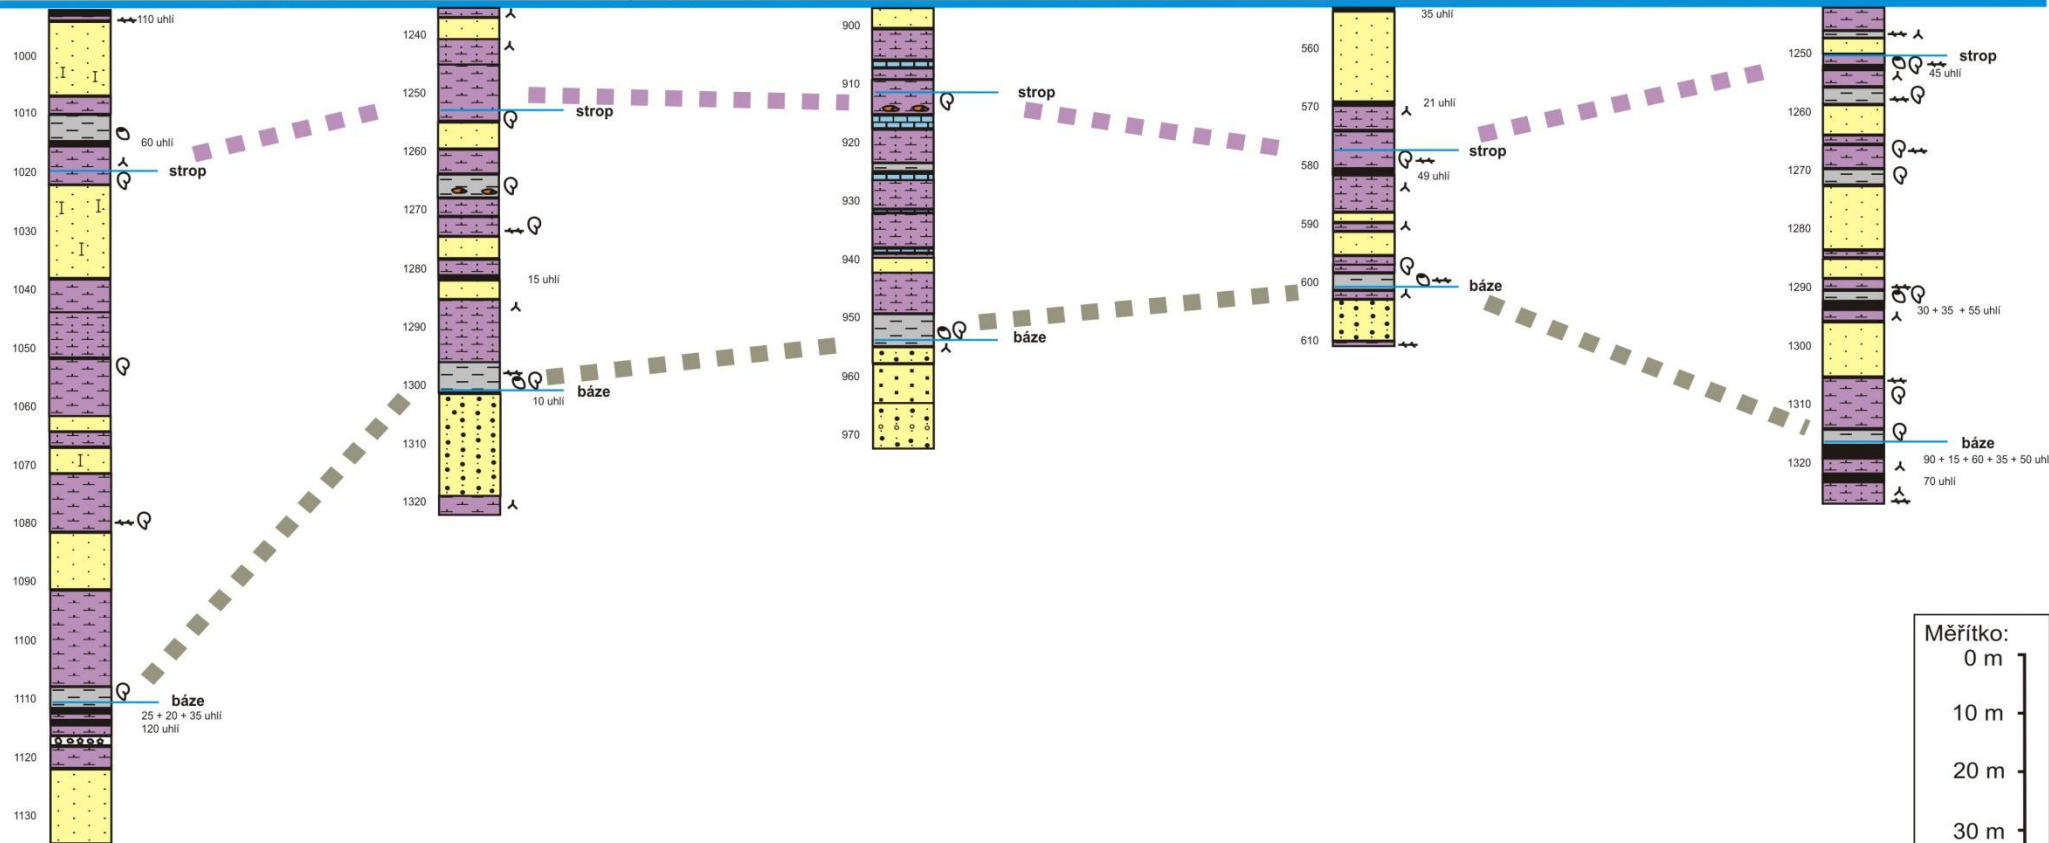 110 uhlí
1000
1010
60 uhlí
1020
strop
1030
1040
1050
1060
1070
1080
1090
1100
1110
báze
25 + 20 + 35 uhlí
120 uhlí
1120
1130
1240
1250
strop
1260
1270
1280
15 uhlí
1290
1300
báze
10 uhlí
1310
1320
900
910
strop
920
930
940
950
báze
960
970
35 uhlí
560
570
21 uhlí
strop
580
49 uhlí
590
600
báze
610
1250
strop
45 uhlí
1260
1270
1280
1290
30 + 35 + 55 uhlí
1300
1310
báze
90 + 15 + 60 + 35 + 50 uhl
1320
70 uhlí
Měřítko:
0 m
10 m
20 m
30 m